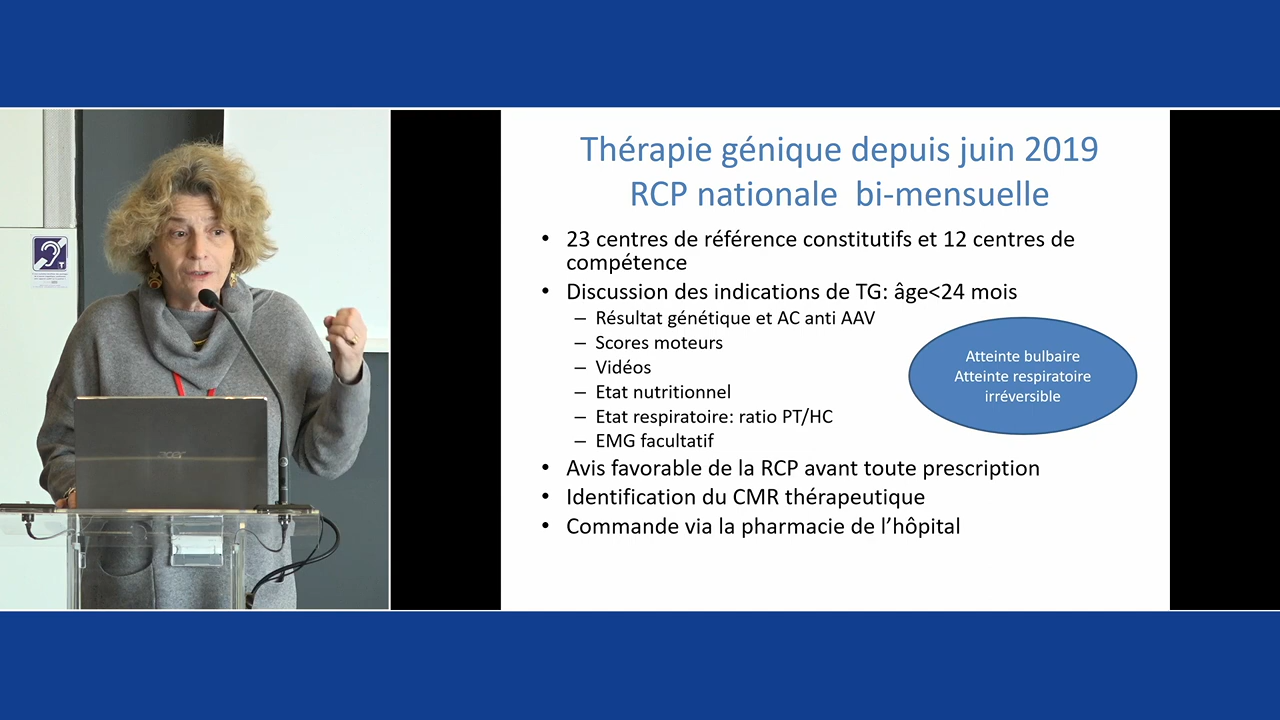 Thérapie génique depuis juin 2019
RCP nationale bi-mensuelle
• 23 centres de référence constitutifs et 12 centres de
compétence
• Discussion des indications de TG: âge<24 mois
– Résultat génétique et AC anti AAV
– Scores moteurs
– Vidéos
– Etat nutritionnel
– Etat respiratoire: ratio PT/HC
– EMG facultatif
Atteinte bulbaire
Atteinte respiratoire
irréversible
• Avis favorable de la RCP avant toute prescription
• Identification du CMR thérapeutique
• Commande via la pharmacie de l’hôpital
acer